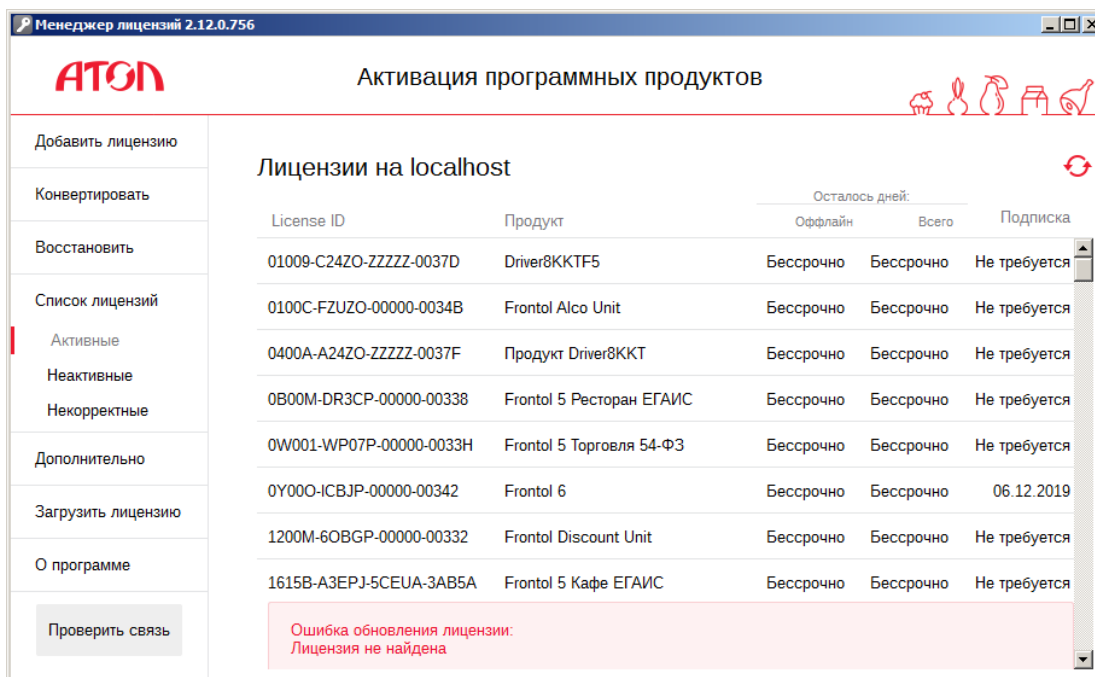 Менеджер лицензий 2.12.0.756
АТОЛ
Активация программных продуктов
Добавить лицензию
Конвертировать
Восстановить
Список лицензий
Активные
Неактивные
Некорректные
Дополнительно
Загрузить лицензию
О программе
Проверить связь
Лицензии на localhost
Осталось дней:
License ID Продукт Оффлайн Всего Подписка
01009-C24ZO-ZZZZZ-0037D Driver8KKTF5 Бессрочно Бессрочно Не требуется
0100C-FZUZO-00000-0034B Frontol Alco Unit Бессрочно Бессрочно Не требуется
0400A-A24ZO-ZZZZZ-0037F Продукт Driver8KKT Бессрочно Бессрочно Не требуется
0B00M-DR3CP-00000-00338 Frontol 5 Ресторан ЕГАИС Бессрочно Бессрочно Не требуется
0W001-WP07P-00000-0033H Frontol 5 Торговля 54-ФЗ Бессрочно Бессрочно Не требуется
0Y00O-ICBJP-00000-00342 Frontol 6 Бессрочно Бессрочно 06.12.2019
1200M-6OBGP-00000-00332 Frontol Discount Unit Бессрочно Бессрочно Не требуется
1615B-A3EPJ-5CEUA-3AB5A Frontol 5 Кафе ЕГАИС Бессрочно Бессрочно Не требуется
Ошибка обновления лицензии:
Лицензия не найдена